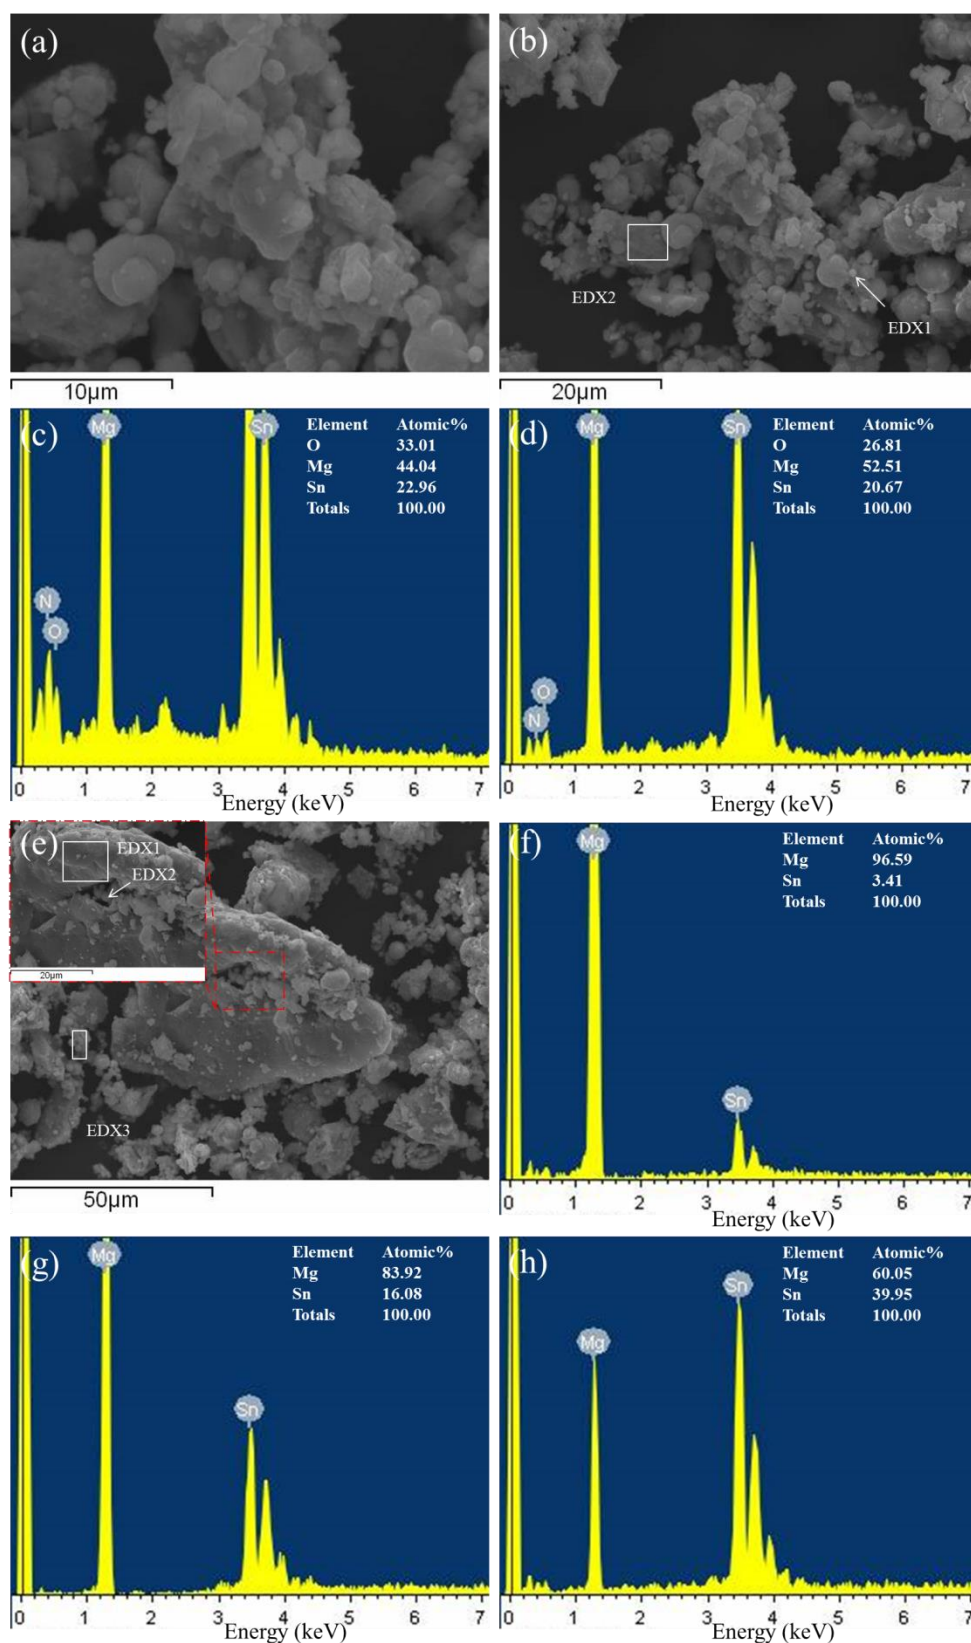 (a)
10μm
(b)
EDX2
EDX1
20μm
(c)
Mg
Sn
N
O
Element Atomic%
O 33.01
Mg 44.04
Sn 22.96
Totals 100.00
0 1 2 3 4 5 6 7
Energy (keV)
(d)
Mg
Sn
O
N
Element Atomic%
O 26.81
Mg 52.51
Sn 20.67
Totals 100.00
0 1 2 3 4 5 6 7
Energy (keV)
(e)
EDX1
EDX2
20μm
EDX3
50μm
(f)
Mg
Sn
Element Atomic%
Mg 96.59
Sn 3.41
Totals 100.00
0 1 2 3 4 5 6 7
Energy (keV)
(g)
Mg
Sn
Element Atomic%
Mg 83.92
Sn 16.08
Totals 100.00
0 1 2 3 4 5 6 7
Energy (keV)
(h)
Sn
Mg
Element Atomic%
Mg 60.05
Sn 39.95
Totals 100.00
0 1 2 3 4 5 6 7
Energy (keV)